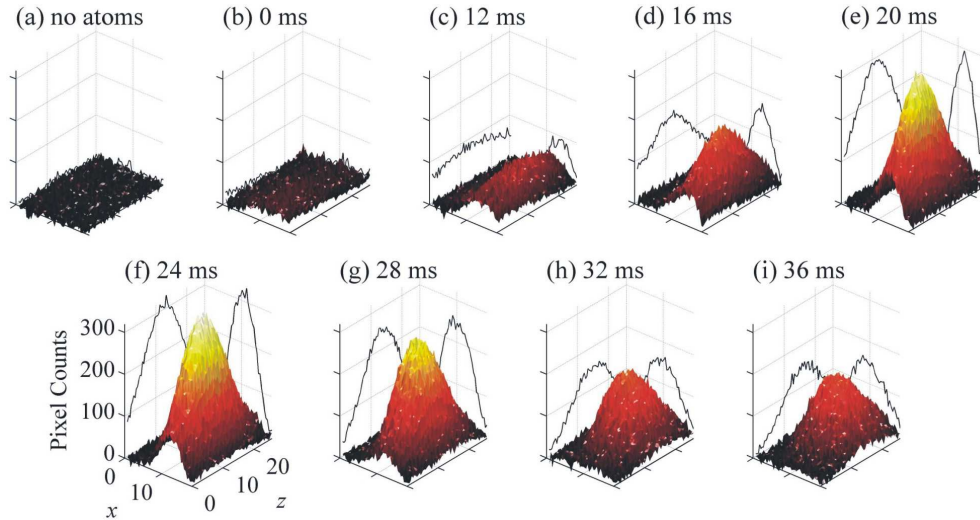 (a) no atoms
(b) 0 ms
(c) 12 ms
(d) 16 ms
(e) 20 ms
(f) 24 ms
(g) 28 ms
(h) 32 ms
(i) 36 ms
Pixel Counts
300
200
100
0
0
10
x
0
10
20
z